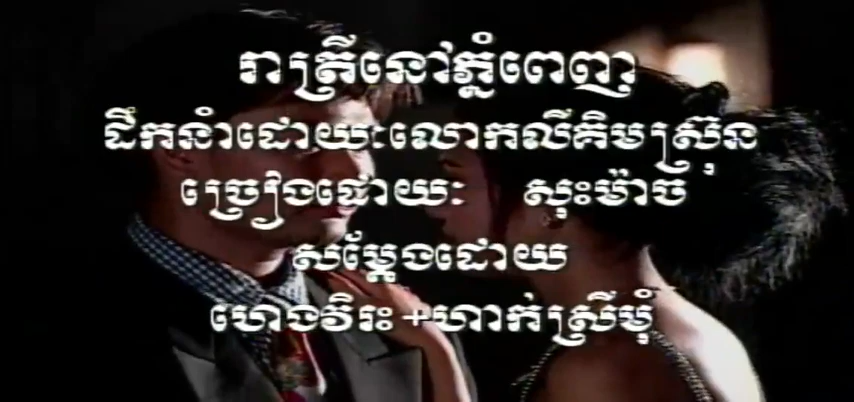 រាត្រីនៅភ្នំពេញ
ដឹកនាំដោយៈលោកលីគិមស្រ៊ុន
ច្រៀងដោយៈ សុះម៉ាច
សម្តែងដោយ
ហេងវិរះ+ហាក់ស្រីមុំ